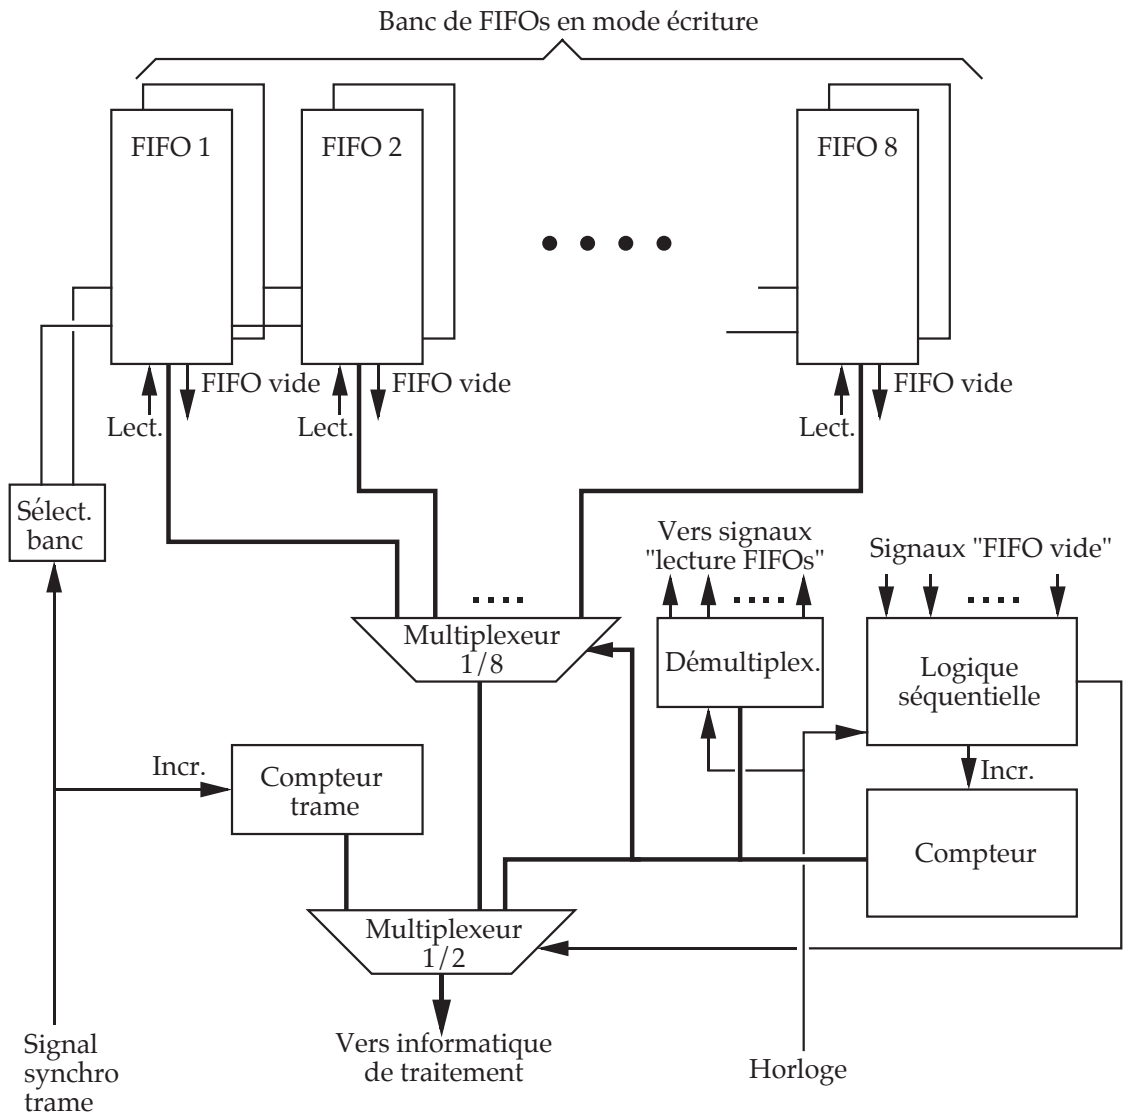 Banc de FIFOs en mode écriture
FIFO 1
FIFO 2
FIFO 8
FIFO vide
FIFO vide
FIFO vide
Lect.
Lect.
Lect.
Sélect.
banc
Vers signaux
"lecture FIFOs"
Signaux "FIFO vide"
Multiplexeur
1/8
Démultiplex.
Logique
séquentielle
Incr.
Compteur
trame
Incr.
Compteur
Multiplexeur
1/2
Signal
synchro
trame
Vers informatique
de traitement
Horloge